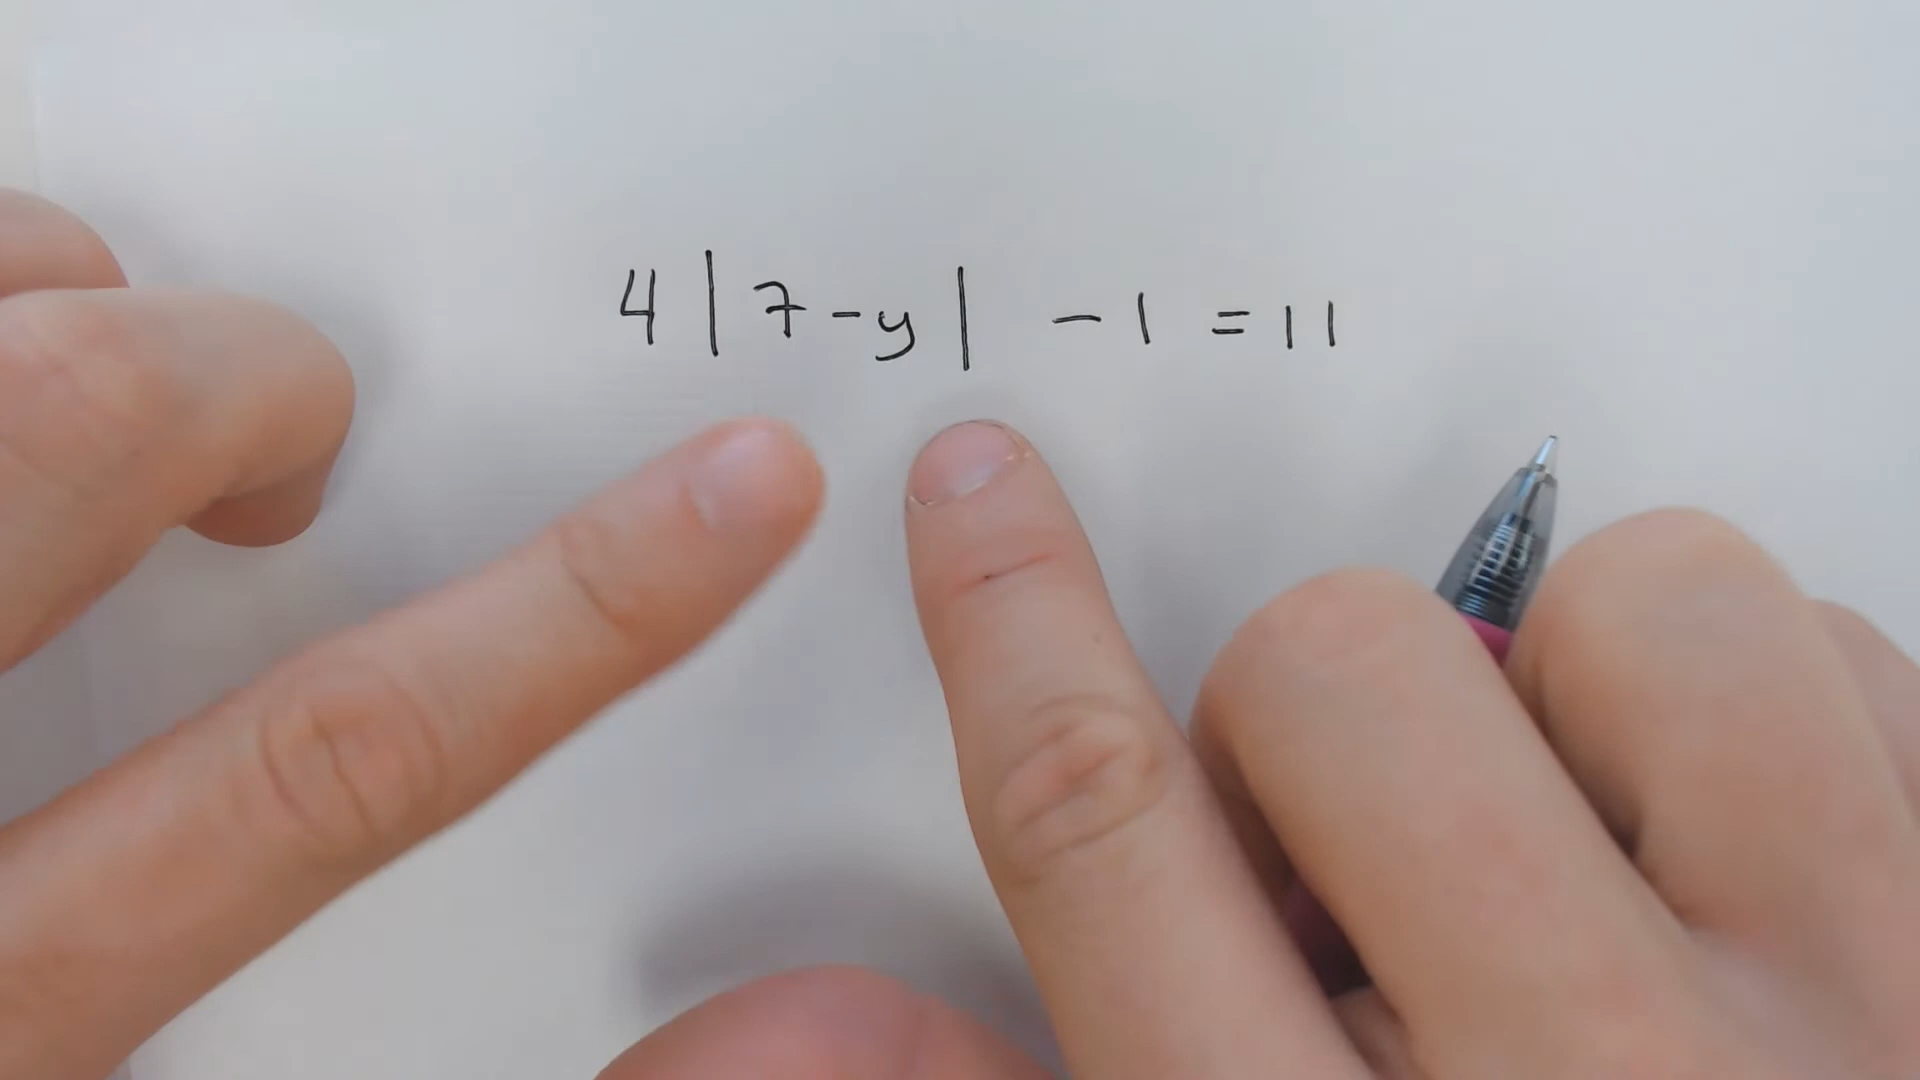 4 | 7 - y | - 1 = 11